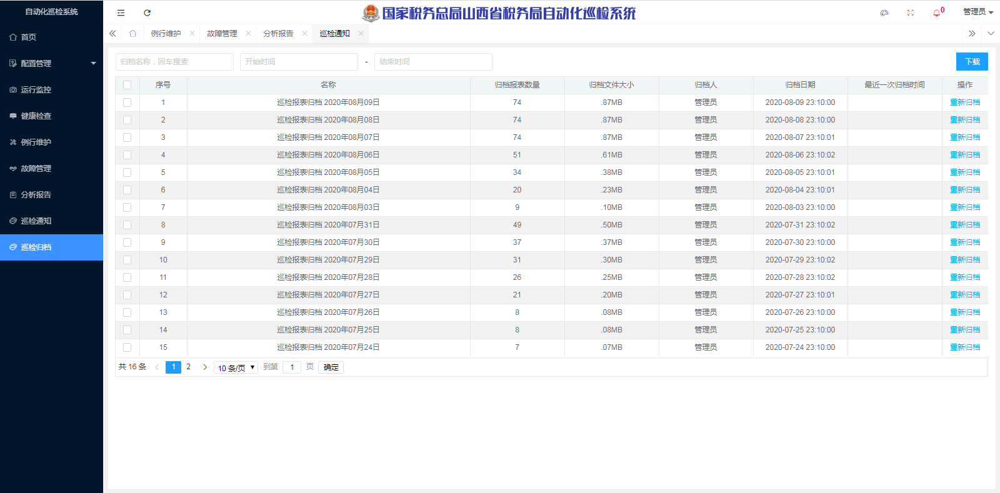 自动化巡检系统
国家税务总局山西省税务局自动化巡检系统
0
管理员
首页
配置管理
运行监控
健康检查
例行维护
故障管理
分析报告
巡检通知
巡检归档
例行维护 故障管理 分析报告 巡检通知
归档名称，回车搜索 开始时间 - 结束时间 下载
序号 名称 归档报表数量 归档文件大小 归档人 归档日期 最近一次归档时间 操作
1 巡检报表归档 2020年08月09日 74 .87MB 管理员 2020-08-09 23:10:00 重新归档
2 巡检报表归档 2020年08月08日 74 .87MB 管理员 2020-08-08 23:10:00 重新归档
3 巡检报表归档 2020年08月07日 74 .87MB 管理员 2020-08-07 23:10:01 重新归档
4 巡检报表归档 2020年08月06日 51 .61MB 管理员 2020-08-06 23:10:02 重新归档
5 巡检报表归档 2020年08月05日 34 .38MB 管理员 2020-08-05 23:10:01 重新归档
6 巡检报表归档 2020年08月04日 20 .23MB 管理员 2020-08-04 23:10:01 重新归档
7 巡检报表归档 2020年08月03日 9 .10MB 管理员 2020-08-03 23:10:00 重新归档
8 巡检报表归档 2020年07月31日 49 .50MB 管理员 2020-07-31 23:10:02 重新归档
9 巡检报表归档 2020年07月30日 37 .37MB 管理员 2020-07-30 23:10:00 重新归档
10 巡检报表归档 2020年07月29日 31 .30MB 管理员 2020-07-29 23:10:02 重新归档
11 巡检报表归档 2020年07月28日 26 .25MB 管理员 2020-07-28 23:10:02 重新归档
12 巡检报表归档 2020年07月27日 21 .20MB 管理员 2020-07-27 23:10:01 重新归档
13 巡检报表归档 2020年07月26日 8 .08MB 管理员 2020-07-26 23:10:00 重新归档
14 巡检报表归档 2020年07月25日 8 .08MB 管理员 2020-07-25 23:10:00 重新归档
15 巡检报表归档 2020年07月24日 7 .07MB 管理员 2020-07-24 23:10:00 重新归档
共 16 条 1 2 10 条/页 到第 1 页 确定